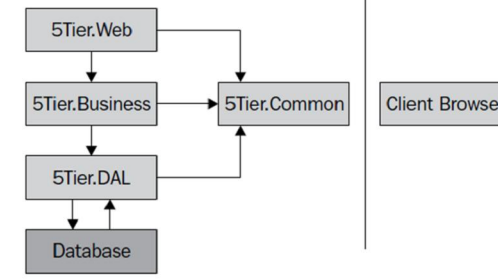 5Tier.Web
5Tier.Business
5Tier.Common
Client Browse
5Tier.DAL
Database